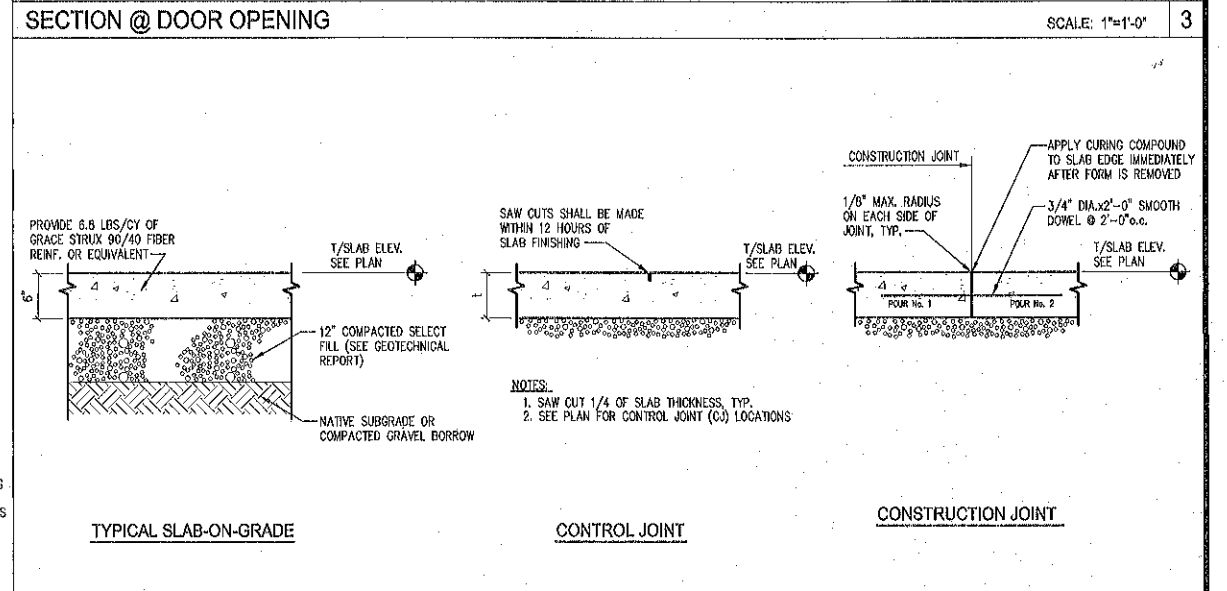 SECTION @ DOOR OPENING
SCALE: 1"=1'-0"
3
PROVIDE 6.8 LBS/CY OF
GRACE STRUX 90/40 FIBER
REINF. OR EQUIVALENT
6"
T/SLAB ELEV.
SEE PLAN
12" COMPACTED SELECT
FILL (SEE GEOTECHNICAL
REPORT)
NATIVE SUBGRADE OR
COMPACTED GRAVEL BORROW
TYPICAL SLAB-ON-GRADE
SAW CUTS SHALL BE MADE
WITHIN 12 HOURS OF
SLAB FINISHING
T/SLAB ELEV.
SEE PLAN
t
NOTES:
1. SAW CUT 1/4 OF SLAB THICKNESS, TYP.
2. SEE PLAN FOR CONTROL JOINT (CJ) LOCATIONS
CONTROL JOINT
CONSTRUCTION JOINT
1/8" MAX. RADIUS
ON EACH SIDE OF
JOINT, TYP.
APPLY CURING COMPOUND
TO SLAB EDGE IMMEDIATELY
AFTER FORM IS REMOVED
3/4" DIA.x2'-0" SMOOTH
DOWEL @ 2'-0"o.c.
T/SLAB ELEV.
SEE PLAN
POUR No. 1
POUR No. 2
CONSTRUCTION JOINT
G
S